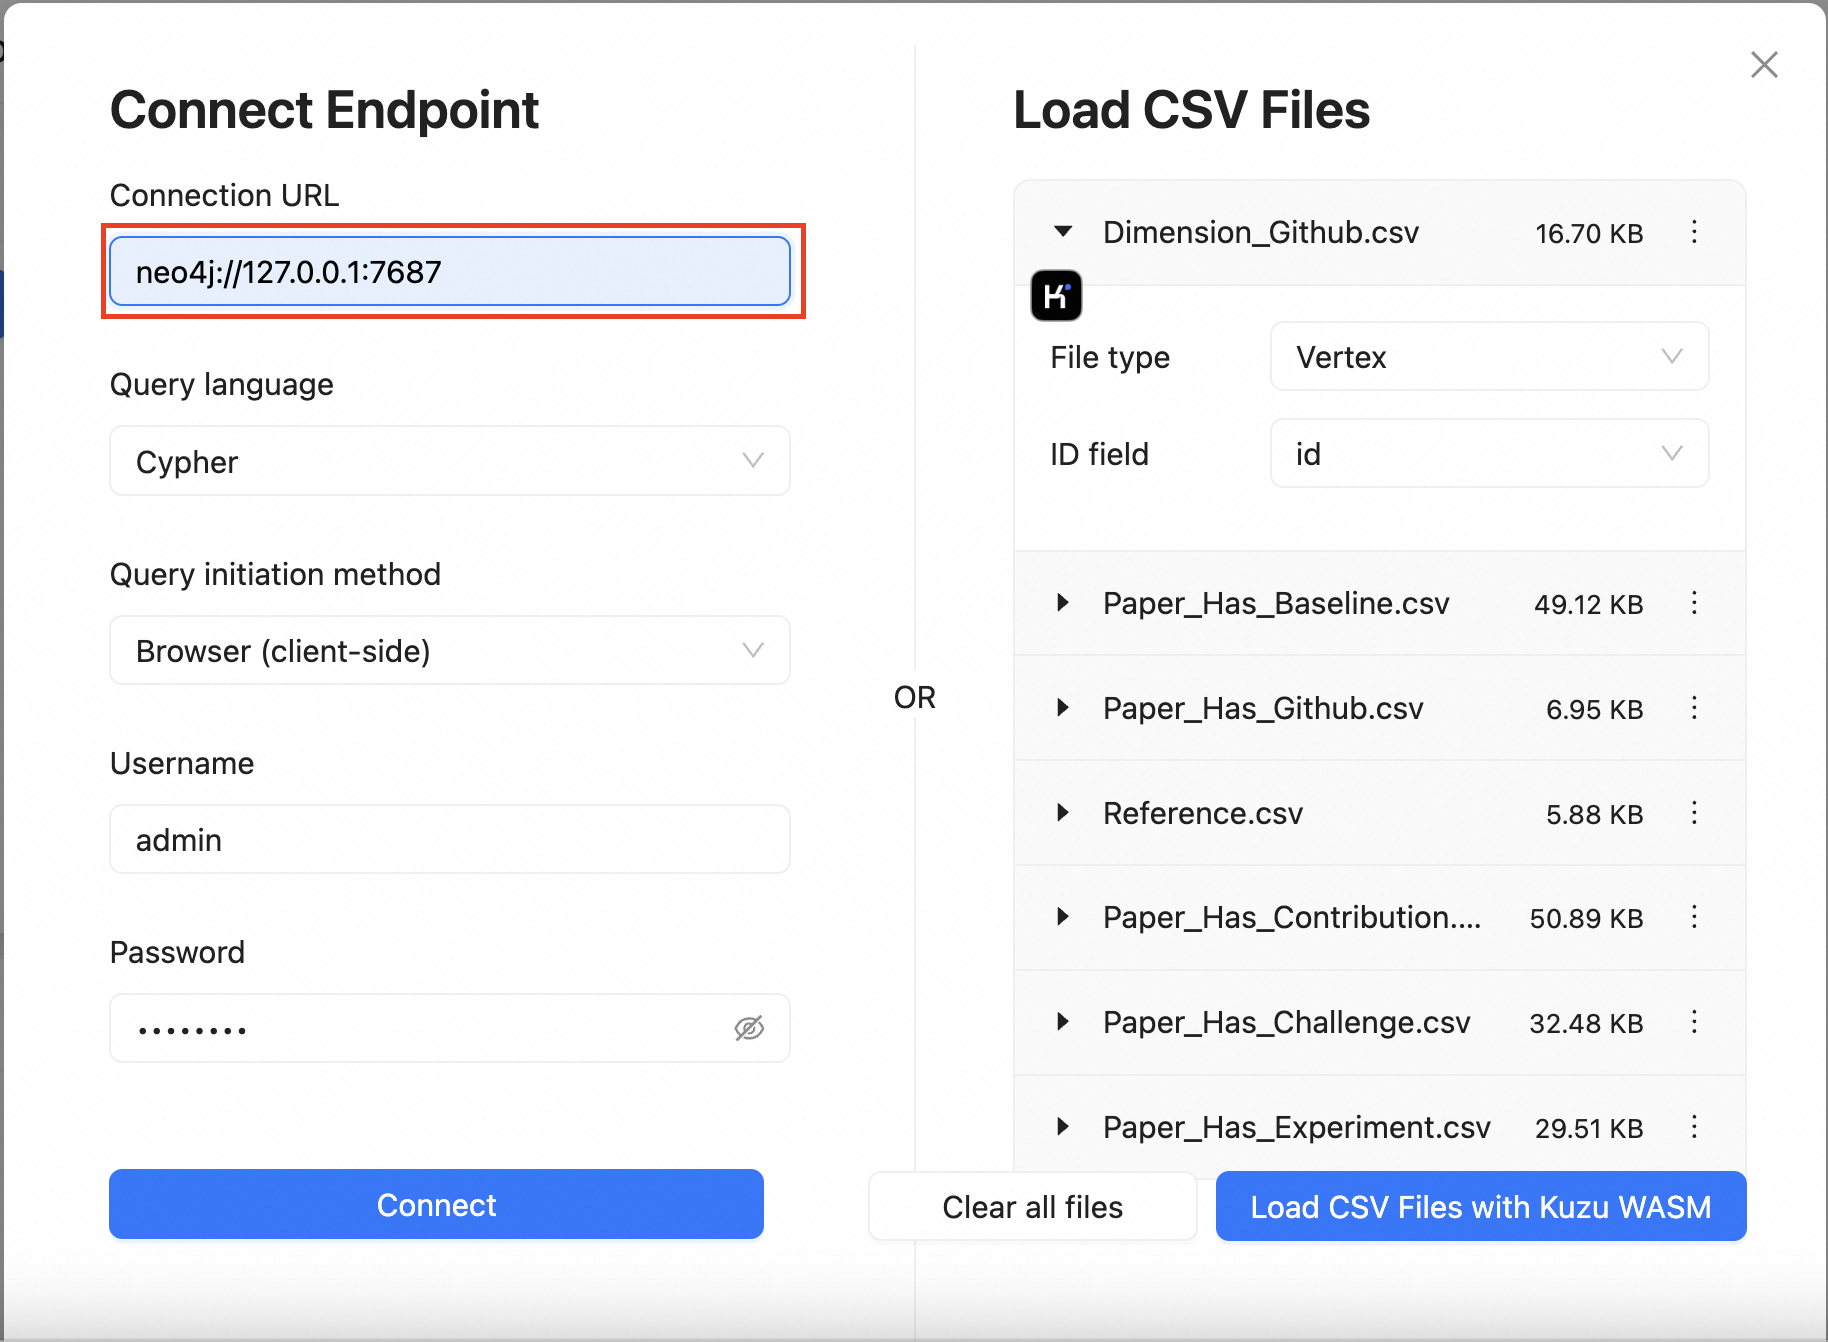 Connect Endpoint
Connection URL
neo4j://127.0.0.1:7687
Query language
Cypher
Query initiation method
Browser (client-side)
Username
admin
Password
••••••••
Connect
OR
Load CSV Files
Dimension_Github.csv 16.70 KB
File type Vertex
ID field id
Paper_Has_Baseline.csv 49.12 KB
Paper_Has_Github.csv 6.95 KB
Reference.csv 5.88 KB
Paper_Has_Contribution.... 50.89 KB
Paper_Has_Challenge.csv 32.48 KB
Paper_Has_Experiment.csv 29.51 KB
Clear all files
Load CSV Files with Kuzu WASM